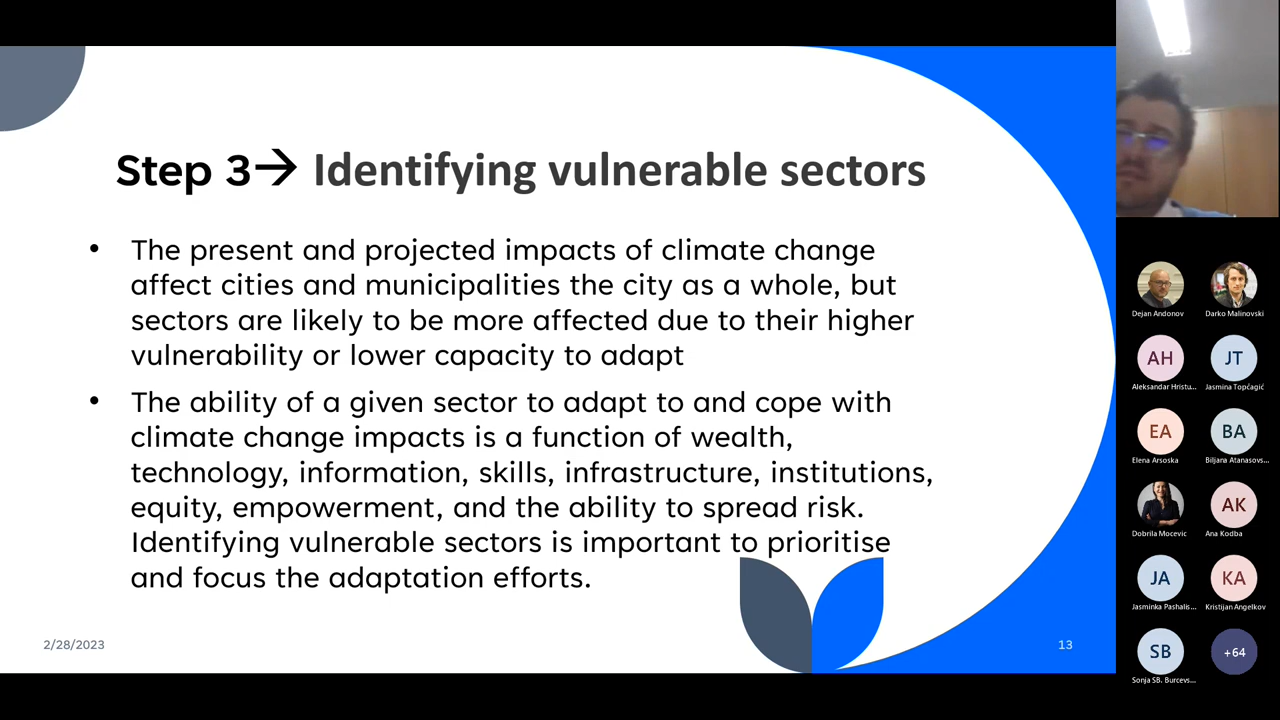 Step 3→ Identifying vulnerable sectors
• The present and projected impacts of climate change
affect cities and municipalities the city as a whole, but
sectors are likely to be more affected due to their higher
vulnerability or lower capacity to adapt
• The ability of a given sector to adapt to and cope with
climate change impacts is a function of wealth,
technology, information, skills, infrastructure, institutions,
equity, empowerment, and the ability to spread risk.
Identifying vulnerable sectors is important to prioritise
and focus the adaptation efforts.
2/28/2023
13
Dejan Andonov
Darko Malinovski
AH
JT
Aleksandar Hristu...
Jasmina Topčagić
EA
BA
Elena Arsoska
Biljana Atanasovs...
AK
Dobrila Mocevic
Ana Kodba
JA
KA
Jasminka Pashalis...
Kristijan Angelkov
SB
+64
Sonja SB. Burcevs...